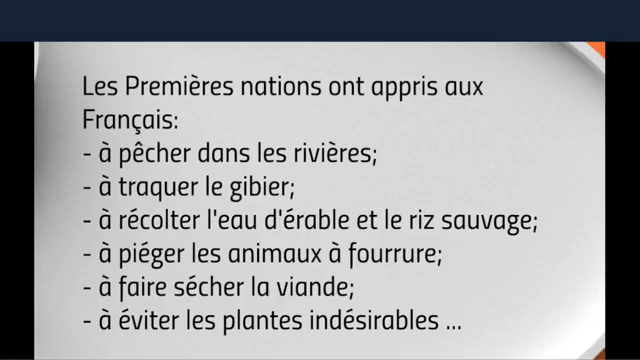 Les Premières nations ont appris aux
Français:
- à pêcher dans les rivières;
- à traquer le gibier;
- à récolter l'eau d'érable et le riz sauvage;
- à piéger les animaux à fourrure;
- à faire sécher la viande;
- à éviter les plantes indésirables ...